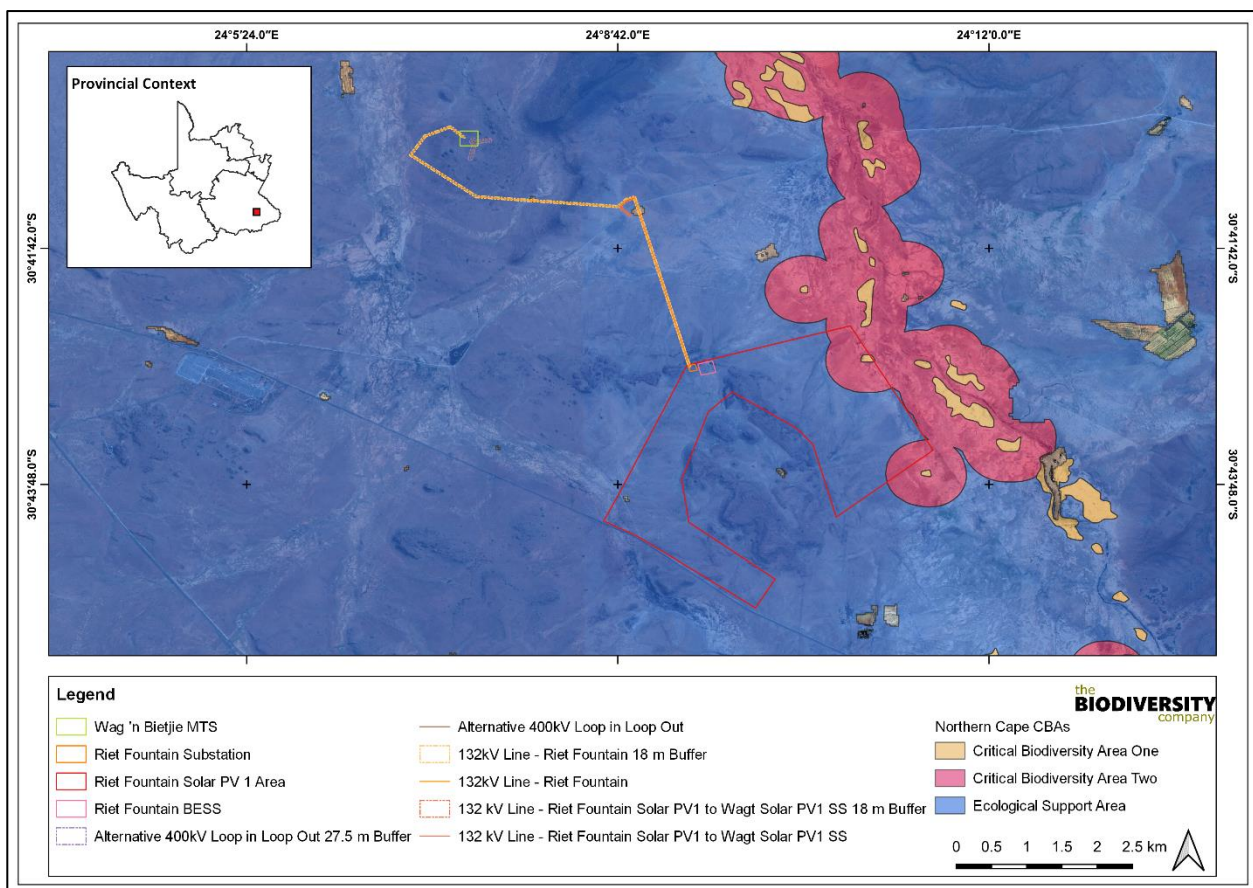 24°5'24.0"E
24°8'42.0"E
24°12'0.0"E
Provincial Context
30°41'42.0"S
30°41'42.0"S
30°43'48.0"S
30°43'48.0"S
Legend
Wag 'n Bietjie MTS
Riet Fountain Substation
Riet Fountain Solar PV 1 Area
Riet Fountain BESS
Alternative 400kV Loop in Loop Out 27.5 m Buffer
Alternative 400kV Loop in Loop Out
132kV Line - Riet Fountain 18 m Buffer
132kV Line - Riet Fountain
132 kV Line - Riet Fountain Solar PV1 to Wagt Solar PV1 SS 18 m Buffer
132 kV Line - Riet Fountain Solar PV1 to Wagt Solar PV1 SS
the
BIODIVERSITY
company
Northern Cape CBAs
Critical Biodiversity Area One
Critical Biodiversity Area Two
Ecological Support Area
0 0.5 1 1.5 2 2.5 km